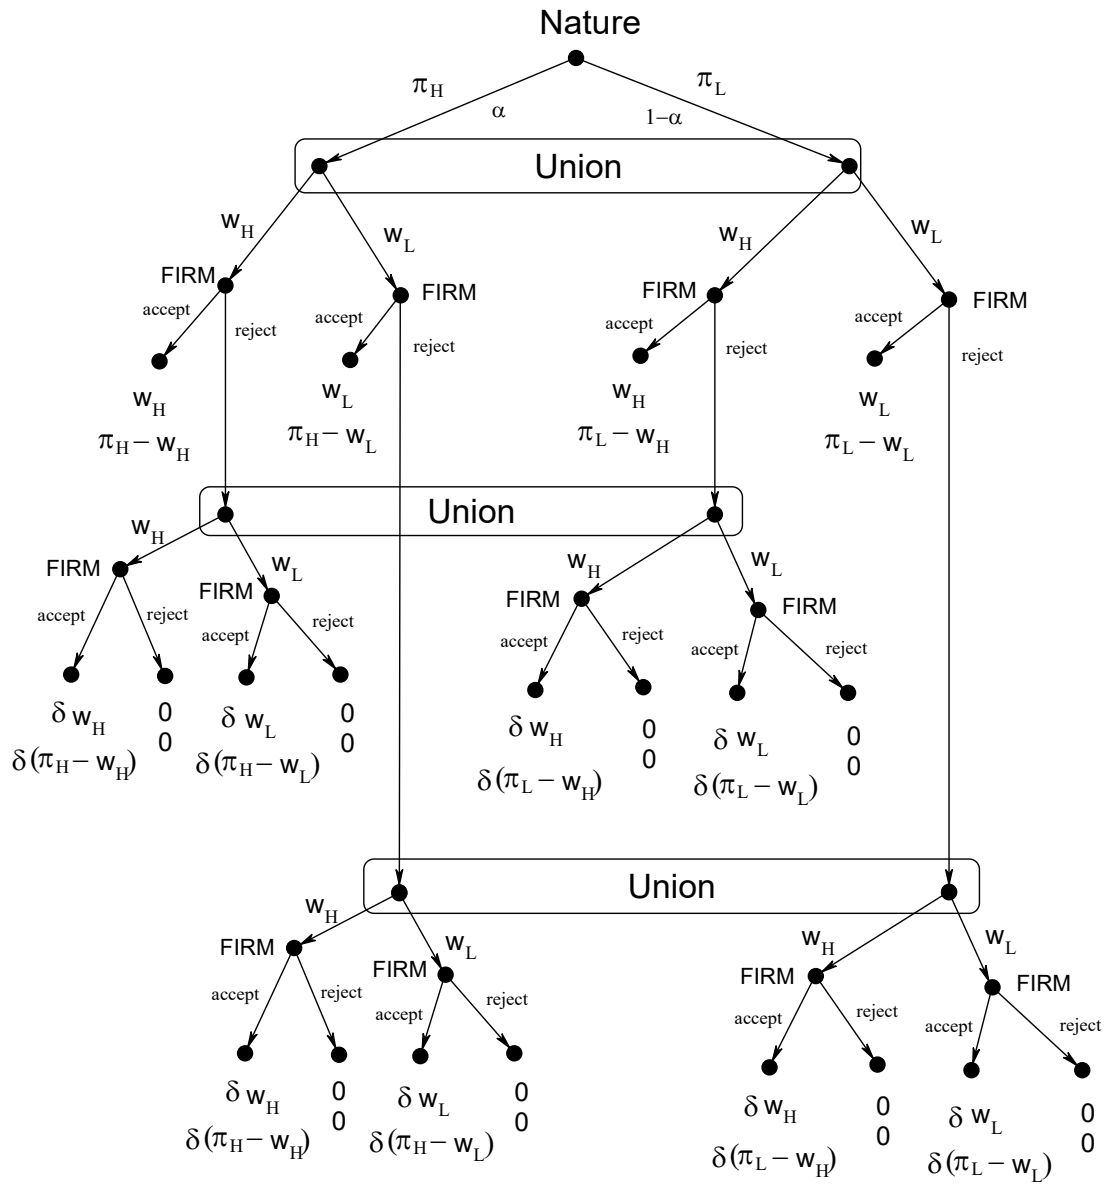 Nature
π_H π_L
α 1−α
Union
w_H w_L w_H w_L
FIRM FIRM FIRM FIRM
accept reject accept reject accept reject accept reject
w_H w_L w_H w_L
π_H − w_H π_H − w_L π_L − w_H π_L − w_L
Union
w_H w_L w_H w_L
FIRM FIRM FIRM FIRM
accept reject accept reject accept reject accept reject
δ w_H 0 δ w_L 0 δ w_H 0 δ w_L 0
δ(π_H − w_H) 0 δ(π_H − w_L) 0 δ(π_L − w_H) 0 δ(π_L − w_L) 0
Union
w_H w_L w_H w_L
FIRM FIRM FIRM FIRM
accept reject accept reject accept reject accept reject
δ w_H 0 δ w_L 0 δ w_H 0 δ w_L 0
δ(π_H − w_H) 0 δ(π_H − w_L) 0 δ(π_L − w_H) 0 δ(π_L − w_L) 0